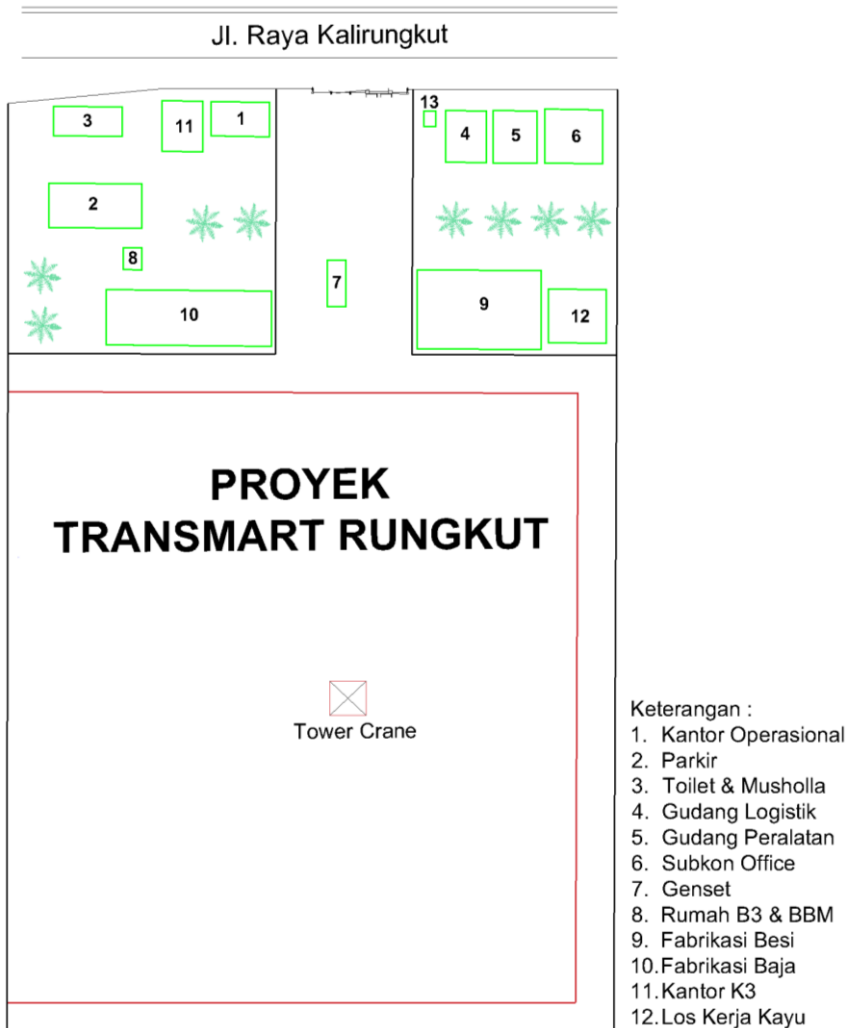 Jl. Raya Kalirungkut
13
3
11
1
4
5
6
2
8
7
10
9
12
PROYEK
TRANSMART RUNGKUT
Tower Crane
Keterangan :
1. Kantor Operasional
2. Parkir
3. Toilet & Musholla
4. Gudang Logistik
5. Gudang Peralatan
6. Subkon Office
7. Genset
8. Rumah B3 & BBM
9. Fabrikasi Besi
10.Fabrikasi Baja
11.Kantor K3
12.Los Kerja Kayu